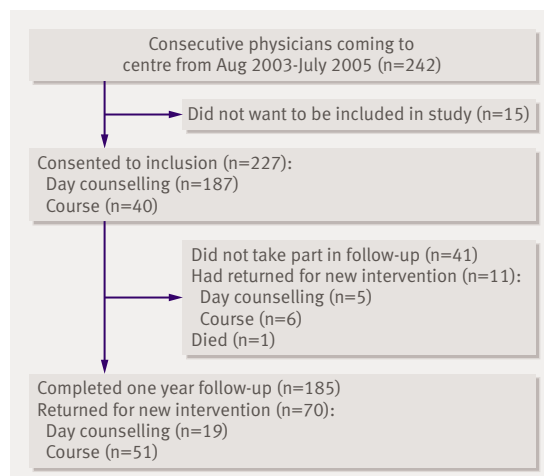 Consecutive physicians coming to
centre from Aug 2003-July 2005 (n=242)
Did not want to be included in study (n=15)
Consented to inclusion (n=227):
Day counselling (n=187)
Course (n=40)
Did not take part in follow-up (n=41)
Had returned for new intervention (n=11):
Day counselling (n=5)
Course (n=6)
Died (n=1)
Completed one year follow-up (n=185)
Returned for new intervention (n=70):
Day counselling (n=19)
Course (n=51)